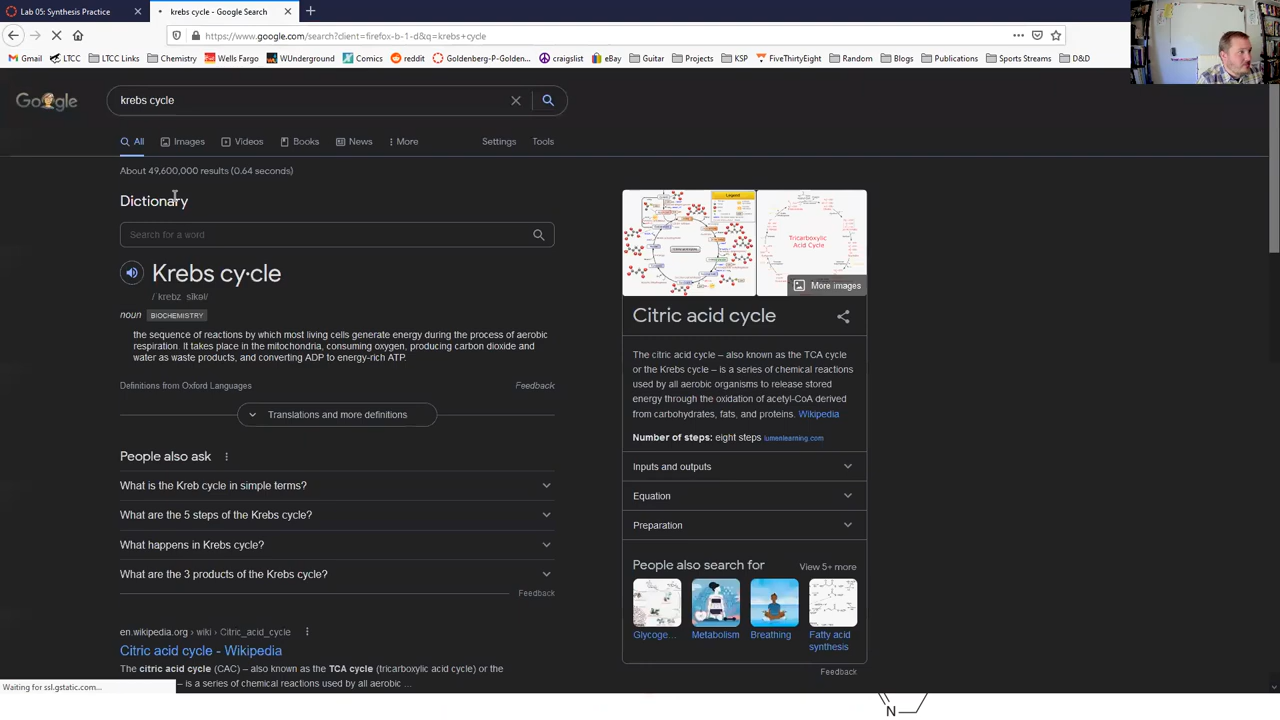 Lab 05: Synthesis Practice
krebs cycle - Google Search
https://www.google.com/search?client=firefox-b-1-d&q=krebs+cycle
Gmail LTCC LTCC Links Chemistry Wells Fargo WUnderground Comics reddit Goldenberg-P-Golden... craigslist eBay Guitar Projects KSP FiveThirtyEight Random Blogs Publications Sports Streams D&D
Google
krebs cycle
All Images Videos Books News More Settings Tools
About 49,600,000 results (0.64 seconds)
Dictionary
Search for a word
Krebs cy·cle
/ˈkrebz ˌsīkəl/
noun BIOCHEMISTRY
the sequence of reactions by which most living cells generate energy during the process of aerobic
respiration. It takes place in the mitochondria, consuming oxygen, producing carbon dioxide and
water as waste products, and converting ADP to energy-rich ATP.
Definitions from Oxford Languages Feedback
Translations and more definitions
People also ask
What is the Kreb cycle in simple terms?
What are the 5 steps of the Krebs cycle?
What happens in Krebs cycle?
What are the 3 products of the Krebs cycle?
Feedback
en.wikipedia.org › wiki › Citric_acid_cycle
Citric acid cycle - Wikipedia
The citric acid cycle (CAC) – also known as the TCA cycle (tricarboxylic acid cycle) or the
– is a series of chemical reactions used by all aerobic ...
Waiting for ssl.gstatic.com...
Tricarboxylic
Acid Cycle
More images
Citric acid cycle
The citric acid cycle – also known as the TCA cycle
or the Krebs cycle – is a series of chemical reactions
used by all aerobic organisms to release stored
energy through the oxidation of acetyl-CoA derived
from carbohydrates, fats, and proteins. Wikipedia
Number of steps: eight steps lumenlearning.com
Inputs and outputs
Equation
Preparation
People also search for View 5+ more
Glycoge... Metabolism Breathing Fatty acid
synthesis
Feedback
N